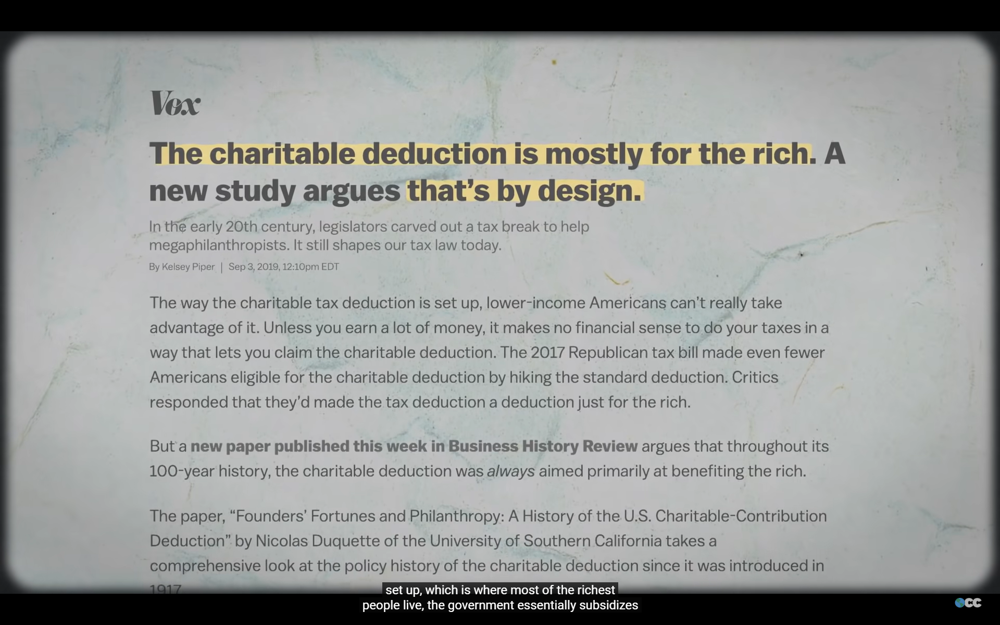 Vox
The charitable deduction is mostly for the rich. A
new study argues that’s by design.
In the early 20th century, legislators carved out a tax break to help
megaphilanthropists. It still shapes our tax law today.
By Kelsey Piper | Sep 3, 2019, 12:10pm EDT
The way the charitable tax deduction is set up, lower-income Americans can’t really take
advantage of it. Unless you earn a lot of money, it makes no financial sense to do your taxes in a
way that lets you claim the charitable deduction. The 2017 Republican tax bill made even fewer
Americans eligible for the charitable deduction by hiking the standard deduction. Critics
responded that they’d made the tax deduction a deduction just for the rich.
But a new paper published this week in Business History Review argues that throughout its
100-year history, the charitable deduction was always aimed primarily at benefiting the rich.
The paper, “Founders’ Fortunes and Philanthropy: A History of the U.S. Charitable-Contribution
Deduction” by Nicolas Duquette of the University of Southern California takes a
comprehensive look at the policy history of the charitable deduction since it was introduced in
1917
set up, which is where most of the richest
people live, the government essentially subsidizes
OCC